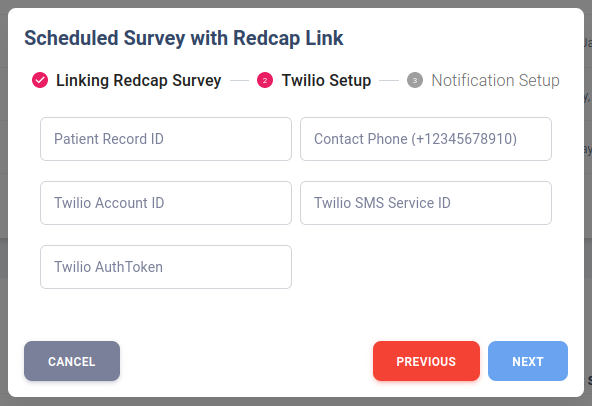 Scheduled Survey with Redcap Link
Linking Redcap Survey 2 Twilio Setup 3 Notification Setup
Patient Record ID Contact Phone (+12345678910)
Twilio Account ID Twilio SMS Service ID
Twilio AuthToken
CANCEL PREVIOUS NEXT